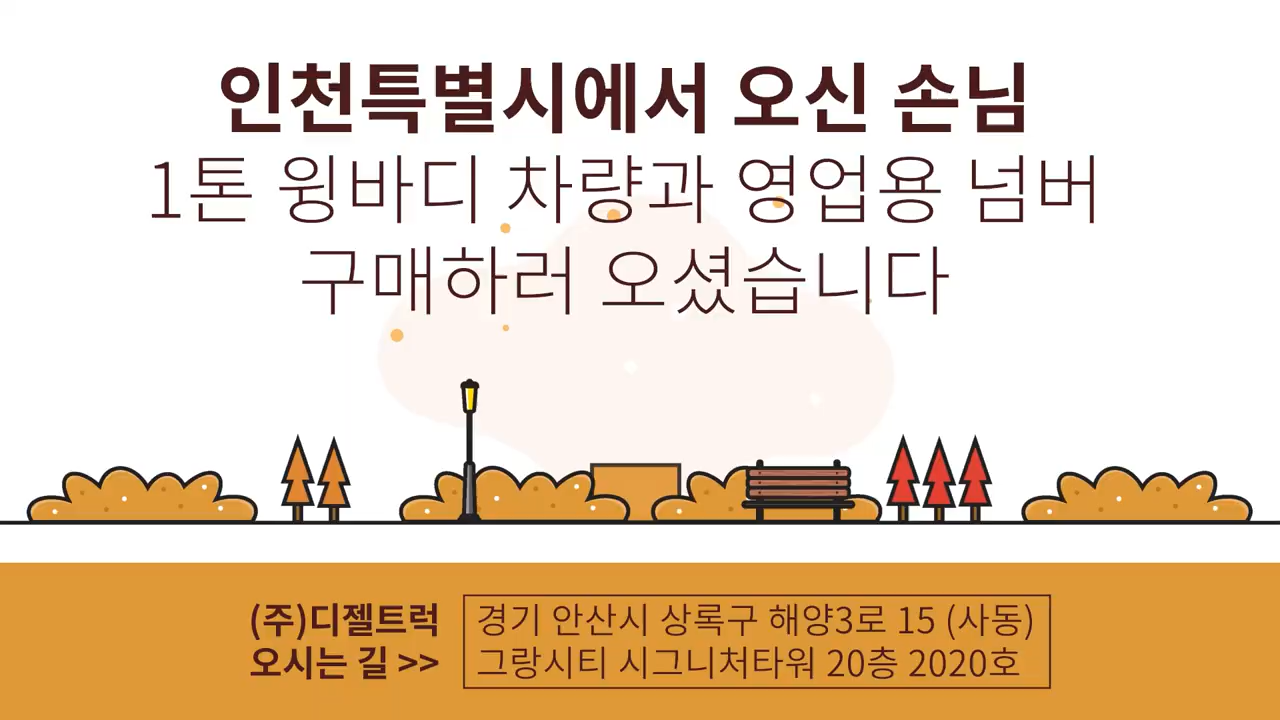 인천특별시에서 오신 손님
1톤 윙바디 차량과 영업용 넘버
구매하러 오셨습니다
(주)디젤트럭
오시는 길 >>
경기 안산시 상록구 해양3로 15 (사동)
그랑시티 시그니처타워 20층 2020호